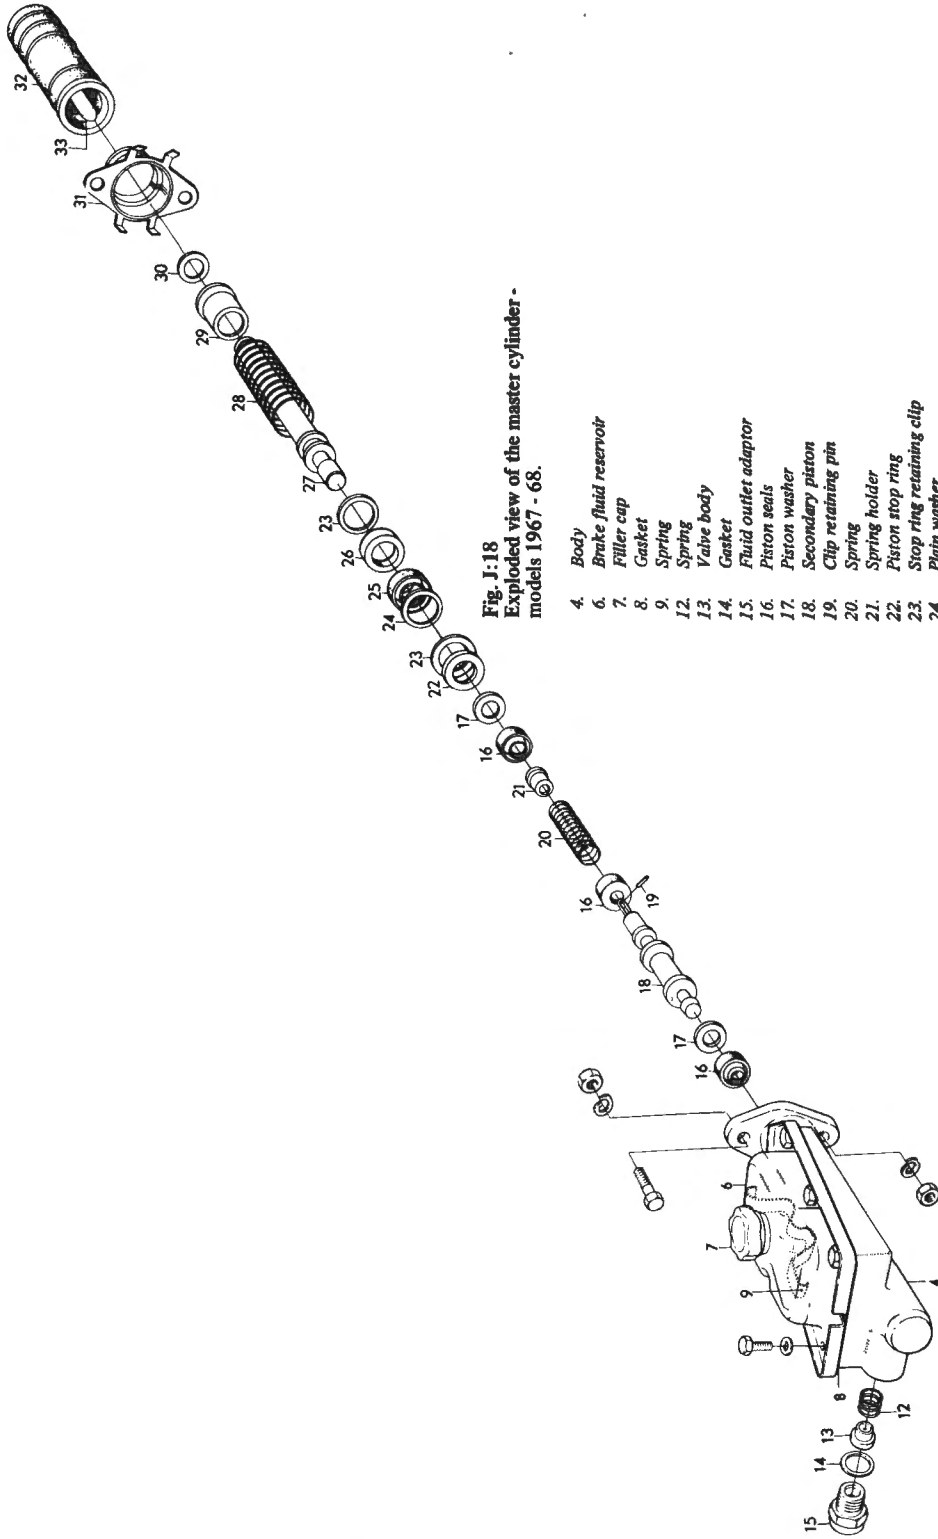 Fig. J:18
Exploded view of the master cylinder -
models 1967 - 68.
4. Body
6. Brake fluid reservoir
7. Filler cap
8. Gasket
9. Spring
12. Spring
13. Valve body
14. Gasket
15. Fluid outlet adaptor
16. Piston seals
17. Piston washer
18. Secondary piston
19. Clip retaining pin
20. Spring
21. Spring holder
22. Piston stop ring
23. Stop ring retaining clip
24. Plain washer
32
33
31
30
29
28
27
23
26
25
24
23
22
17
16
21
20
16
19
18
17
16
6
7
9
8
12
13
14
15